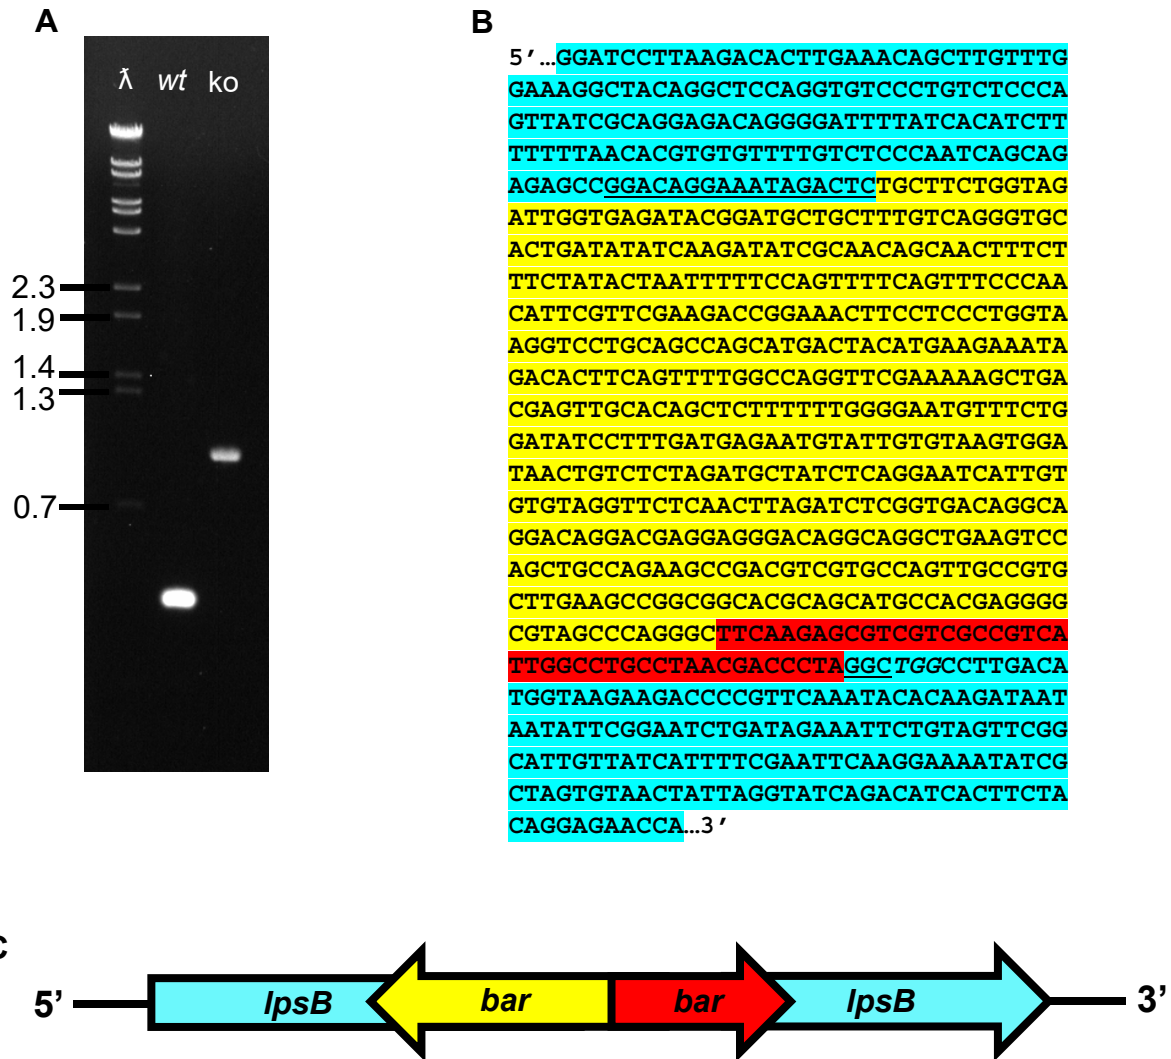 A
B
ƛ wt ko
2.3
1.9
1.4
1.3
0.7
5′…GGATCCTTAAGACACTTGAAACAGCTTGTTTG
GAAAGGCTACAGGCTCCAGGTGTCCCTGTCTCCCA
GTTATCGCAGGAGACAGGGGATTTTATCACATCTT
TTTTTAACACGTGTGTTTTGTCTCCCAATCAGCAG
AGAGCCGGACAGGAAATAGACTCTGCTTCTGGTAG
ATTGGTGAGATACGGATGCTGCTTTGTCAGGGTGC
ACTGATATATCAAGATATCGCAACAGCAACTTTCT
TTCTATACTAATTTTTCCAGTTTTCAGTTTCCCAA
CATTCGTTCGAAGACCGGAAACTTCCTCCCTGGTA
AGGTCCTGCAGCCAGCATGACTACATGAAGAAATA
GACACTTCAGTTTTGGCCAGGTTCGAAAAAGCTGA
CGAGTTGCACAGCTCTTTTTTGGGGAATGTTTCTG
GATATCCTTTGATGAGAATGTATTGTGTAAGTGGA
TAACTGTCTCTAGATGCTATCTCAGGAATCATTGT
GTGTAGGTTCTCAACTTAGATCTCGGTGACAGGCA
GGACAGGACGAGGAGGGACAGGCAGGCTGAAGTCC
AGCTGCCAGAAGCCGACGTCGTGCCAGTTGCCGTG
CTTGAAGCCGGCGGCACGCAGCATGCCACGAGGGG
CGTAGCCCAGGGCTTCAAGAGCGTCGTCGCCGTCA
TTGGCCTGCCTAACGACCCTAGGCTGGCCTTGACA
TGGTAAGAAGACCCCGTTCAAATACACAAGATAAT
AATATTCGGAATCTGATAGAAATTCTGTAGTTCGG
CATTGTTATCATTTTCGAATTCAAGGAAAATATCG
CTAGTGTAACTATTAGGTATCAGACATCACTTCTA
CAGGAGAACCA…3′
C
5’ lpsB bar bar lpsB 3’